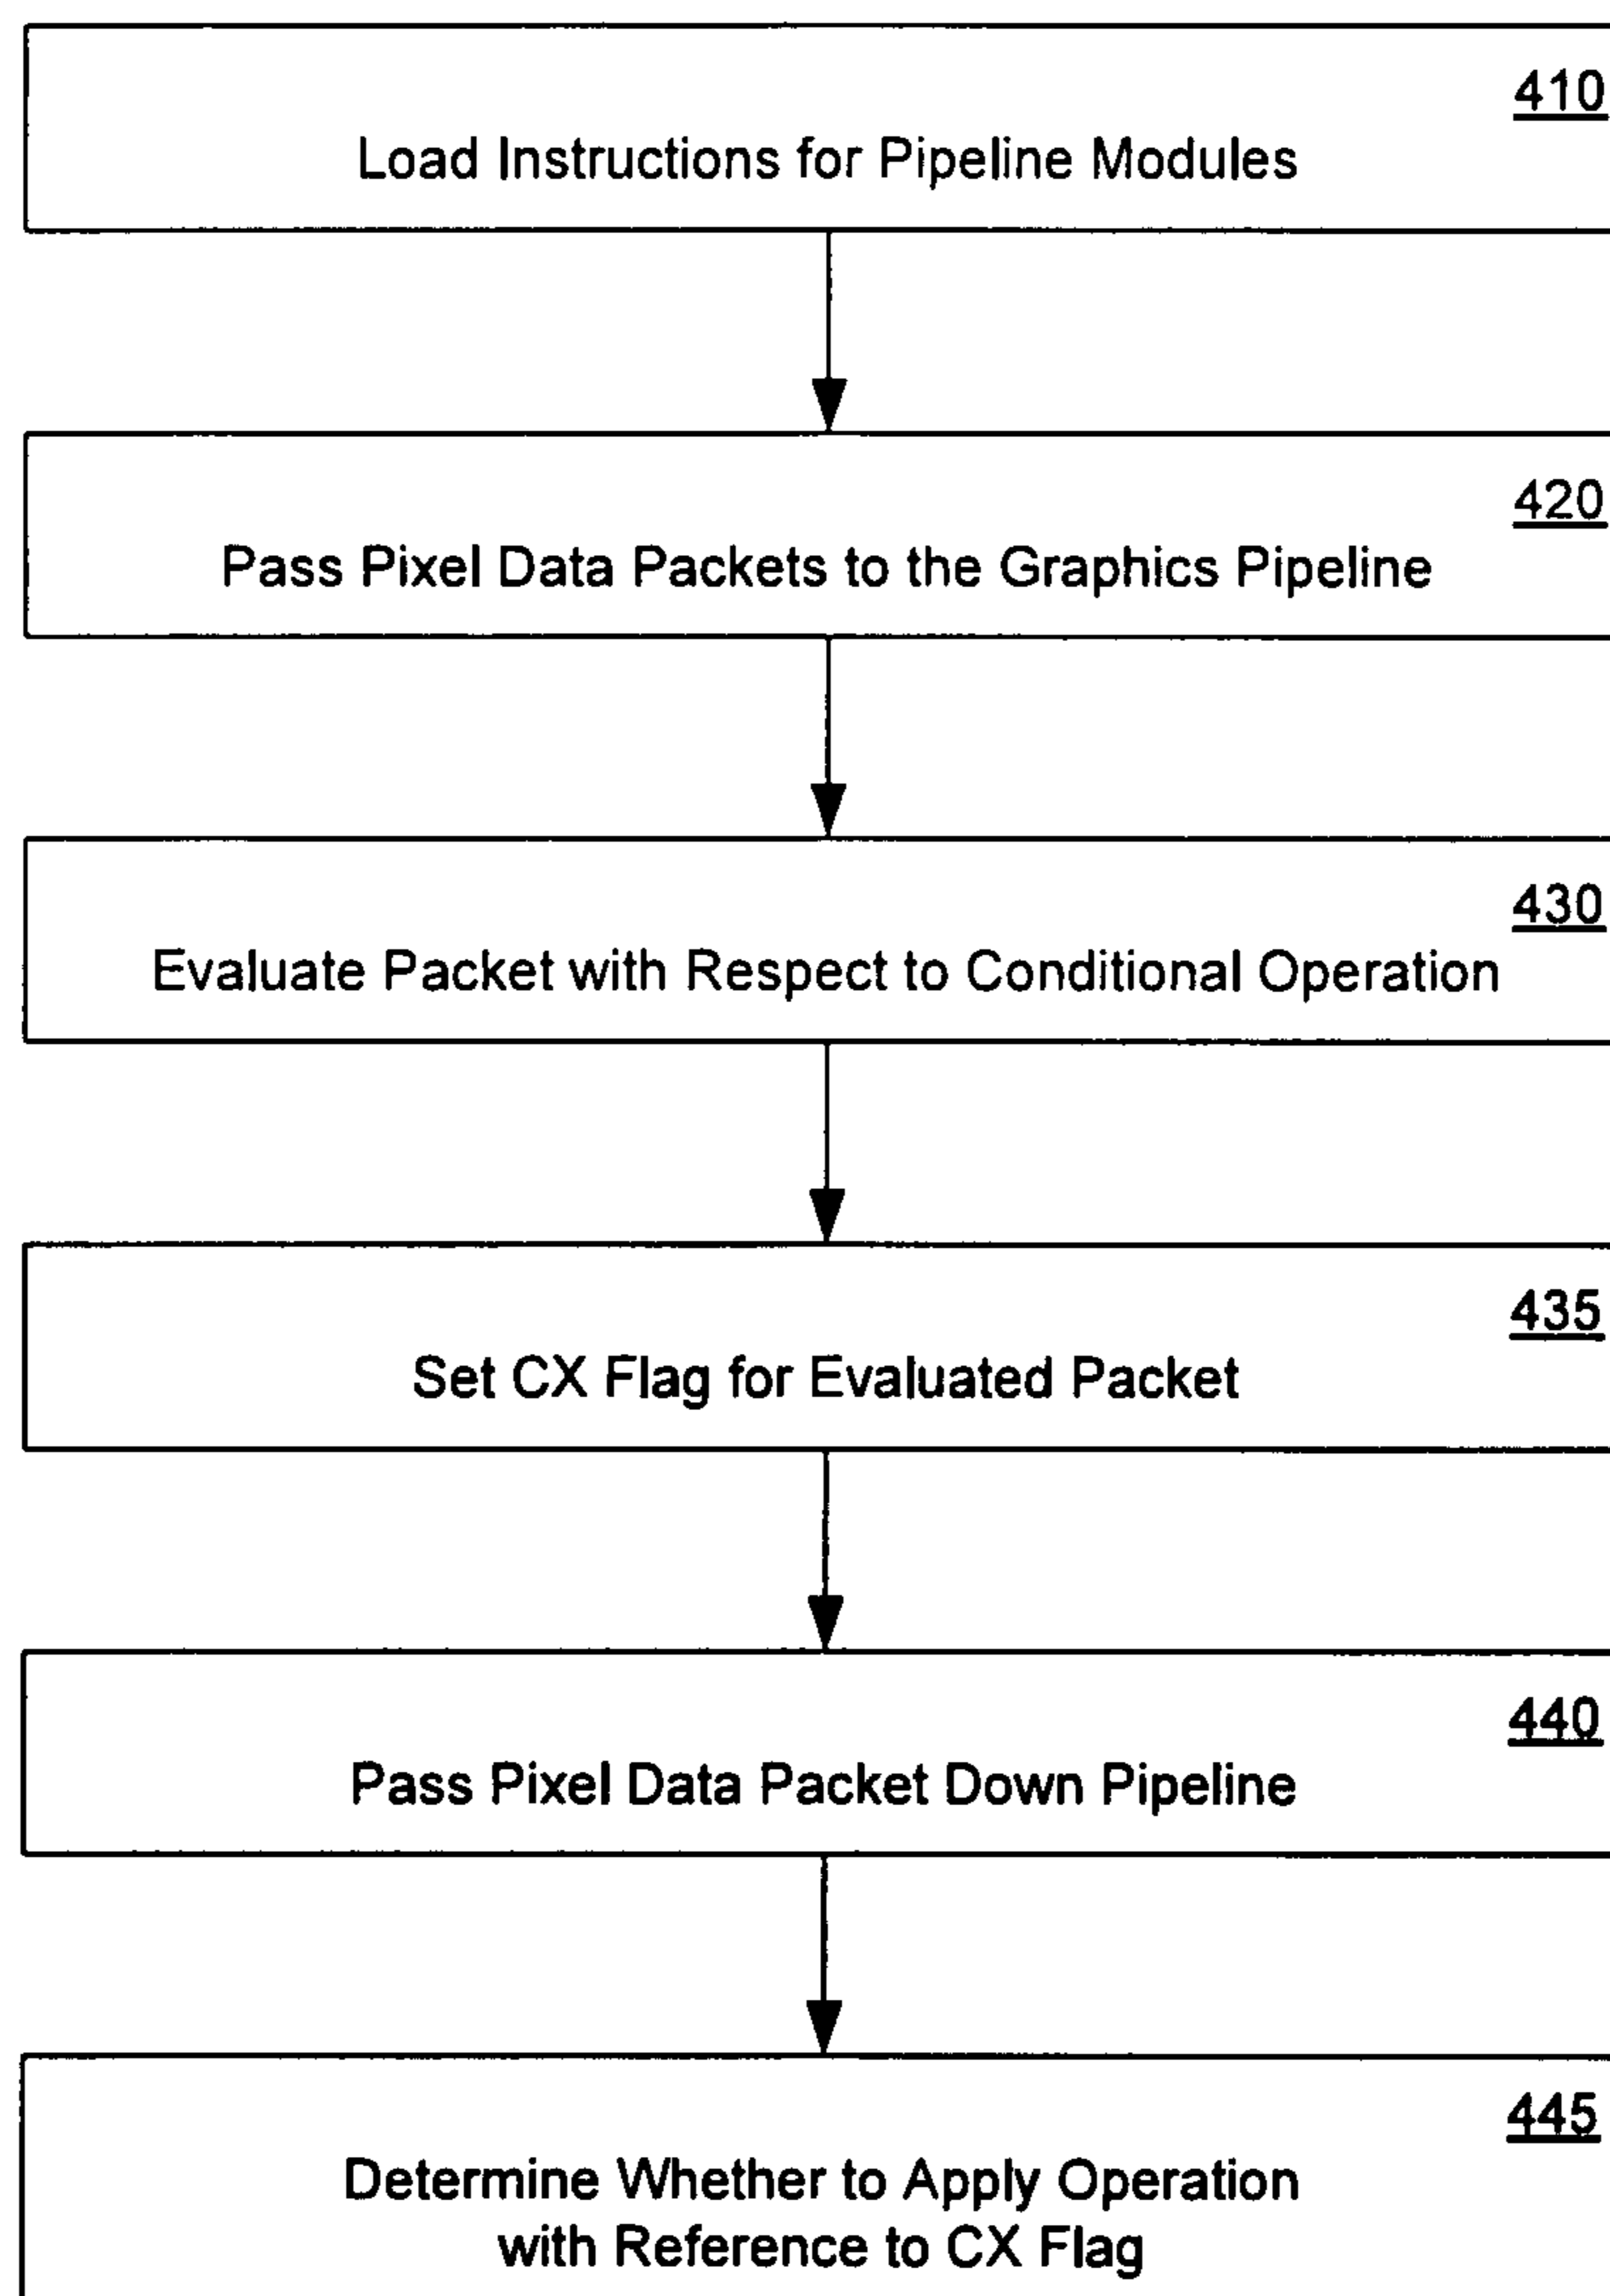 410
Load Instructions for Pipeline Modules
420
Pass Pixel Data Packets to the Graphics Pipeline
430
Evaluate Packet with Respect to Conditional Operation
435
Set CX Flag for Evaluated Packet
440
Pass Pixel Data Packet Down Pipeline
445
Determine Whether to Apply Operation
with Reference to CX Flag